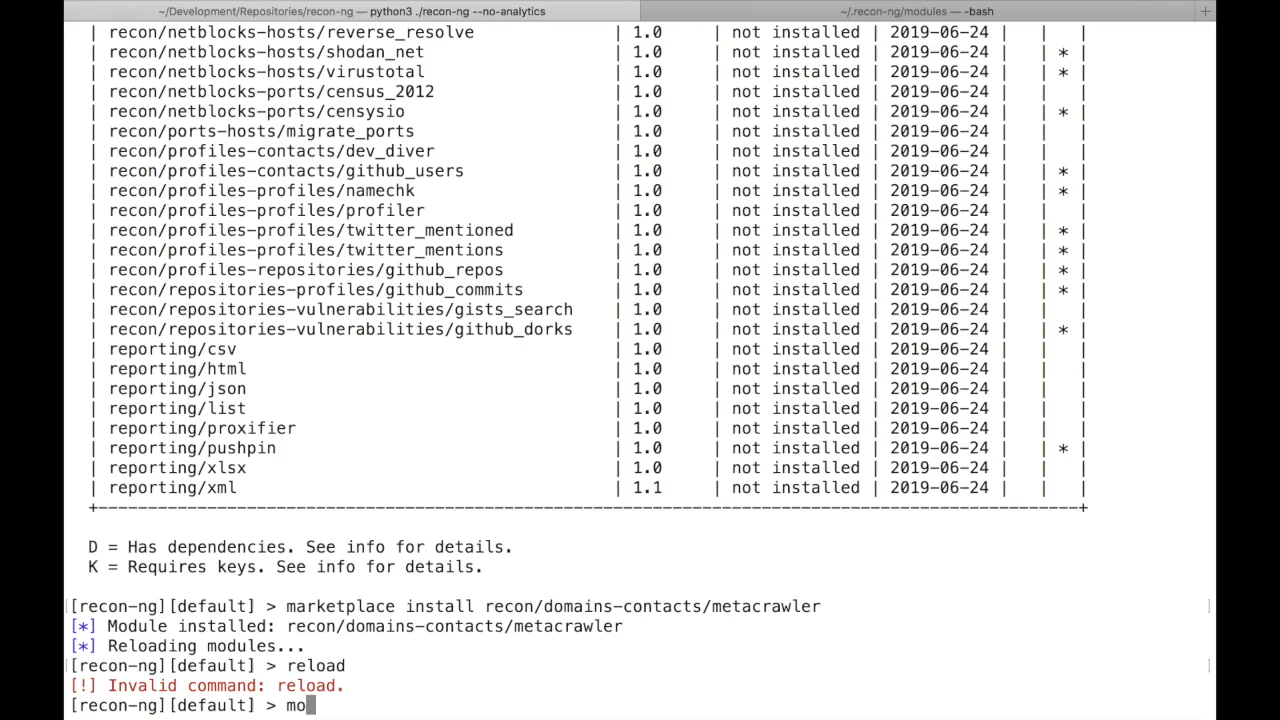 ~/Development/Repositories/recon-ng — python3 ./recon-ng --no-analytics
~/.recon-ng/modules — -bash
+
| recon/netblocks-hosts/reverse_resolve | 1.0 | not installed | 2019-06-24 | | |
| recon/netblocks-hosts/shodan_net | 1.0 | not installed | 2019-06-24 | | * |
| recon/netblocks-hosts/virustotal | 1.0 | not installed | 2019-06-24 | | * |
| recon/netblocks-ports/census_2012 | 1.0 | not installed | 2019-06-24 | | |
| recon/netblocks-ports/censysio | 1.0 | not installed | 2019-06-24 | | * |
| recon/ports-hosts/migrate_ports | 1.0 | not installed | 2019-06-24 | | |
| recon/profiles-contacts/dev_diver | 1.0 | not installed | 2019-06-24 | | |
| recon/profiles-contacts/github_users | 1.0 | not installed | 2019-06-24 | | * |
| recon/profiles-profiles/namechk | 1.0 | not installed | 2019-06-24 | | * |
| recon/profiles-profiles/profiler | 1.0 | not installed | 2019-06-24 | | |
| recon/profiles-profiles/twitter_mentioned | 1.0 | not installed | 2019-06-24 | | * |
| recon/profiles-profiles/twitter_mentions | 1.0 | not installed | 2019-06-24 | | * |
| recon/profiles-repositories/github_repos | 1.0 | not installed | 2019-06-24 | | * |
| recon/repositories-profiles/github_commits | 1.0 | not installed | 2019-06-24 | | * |
| recon/repositories-vulnerabilities/gists_search | 1.0 | not installed | 2019-06-24 | | |
| recon/repositories-vulnerabilities/github_dorks | 1.0 | not installed | 2019-06-24 | | * |
| reporting/csv | 1.0 | not installed | 2019-06-24 | | |
| reporting/html | 1.0 | not installed | 2019-06-24 | | |
| reporting/json | 1.0 | not installed | 2019-06-24 | | |
| reporting/list | 1.0 | not installed | 2019-06-24 | | |
| reporting/proxifier | 1.0 | not installed | 2019-06-24 | | |
| reporting/pushpin | 1.0 | not installed | 2019-06-24 | | * |
| reporting/xlsx | 1.0 | not installed | 2019-06-24 | | |
| reporting/xml | 1.1 | not installed | 2019-06-24 | | |
+---------------------------------------------------------------------------------------------------+
D = Has dependencies. See info for details.
K = Requires keys. See info for details.
[recon-ng][default] > marketplace install recon/domains-contacts/metacrawler
[*] Module installed: recon/domains-contacts/metacrawler
[*] Reloading modules...
[recon-ng][default] > reload
[!] Invalid command: reload.
[recon-ng][default] > mo